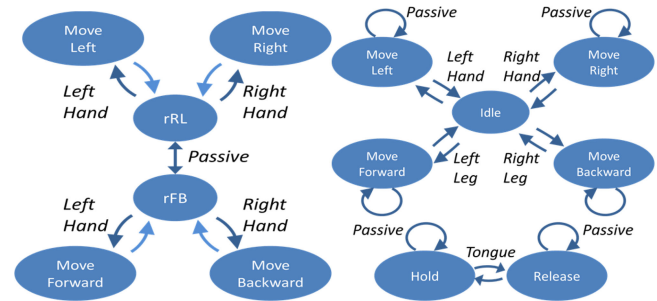 Move
Left
Move
Right
Left
Hand
Right
Hand
rRL
Passive
rFB
Left
Hand
Right
Hand
Move
Forward
Move
Backward
Passive
Passive
Move
Left
Left
Hand
Right
Hand
Move
Right
Idle
Move
Forward
Left
Leg
Right
Leg
Move
Backward
Passive
Tongue
Passive
Hold
Release